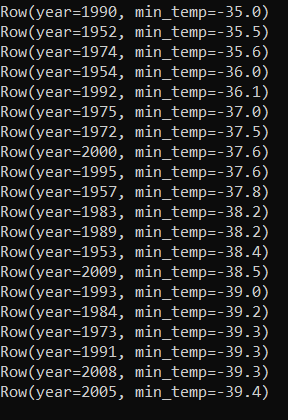 Row(year=1990, min_temp=-35.0)
Row(year=1952, min_temp=-35.5)
Row(year=1974, min_temp=-35.6)
Row(year=1954, min_temp=-36.0)
Row(year=1992, min_temp=-36.1)
Row(year=1975, min_temp=-37.0)
Row(year=1972, min_temp=-37.5)
Row(year=2000, min_temp=-37.6)
Row(year=1995, min_temp=-37.6)
Row(year=1957, min_temp=-37.8)
Row(year=1983, min_temp=-38.2)
Row(year=1989, min_temp=-38.2)
Row(year=1953, min_temp=-38.4)
Row(year=2009, min_temp=-38.5)
Row(year=1993, min_temp=-39.0)
Row(year=1984, min_temp=-39.2)
Row(year=1973, min_temp=-39.3)
Row(year=1991, min_temp=-39.3)
Row(year=2008, min_temp=-39.3)
Row(year=2005, min_temp=-39.4)